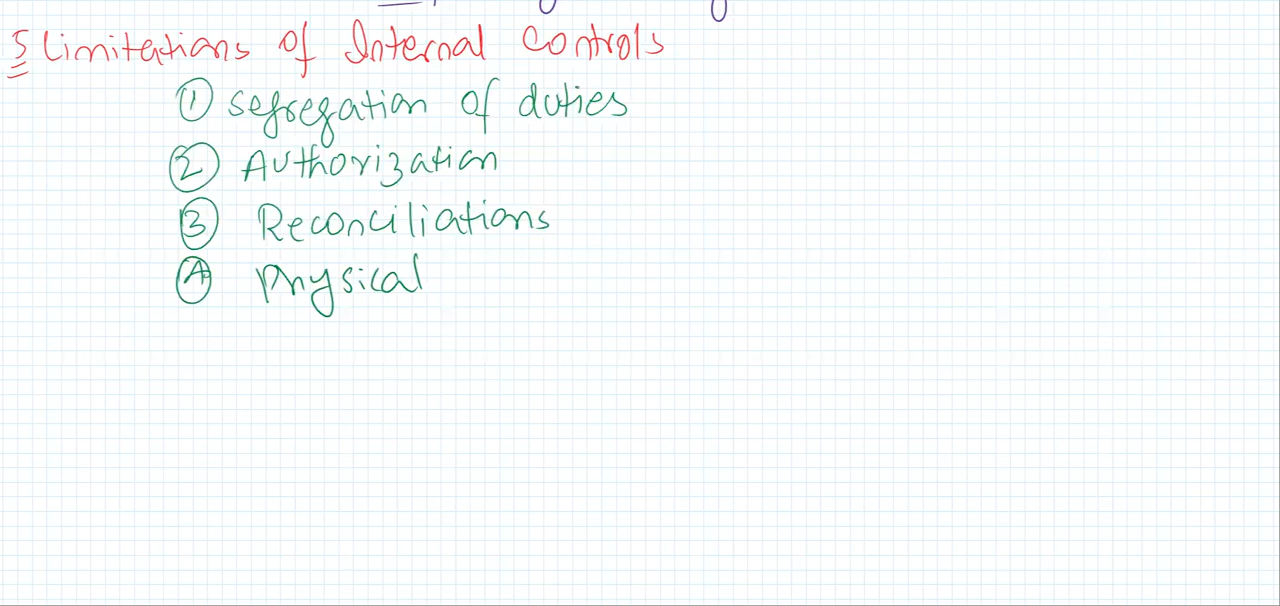 5 Limitations of Internal Controls
① Segregation of duties
② Authorization
③ Reconciliations
④ Physical